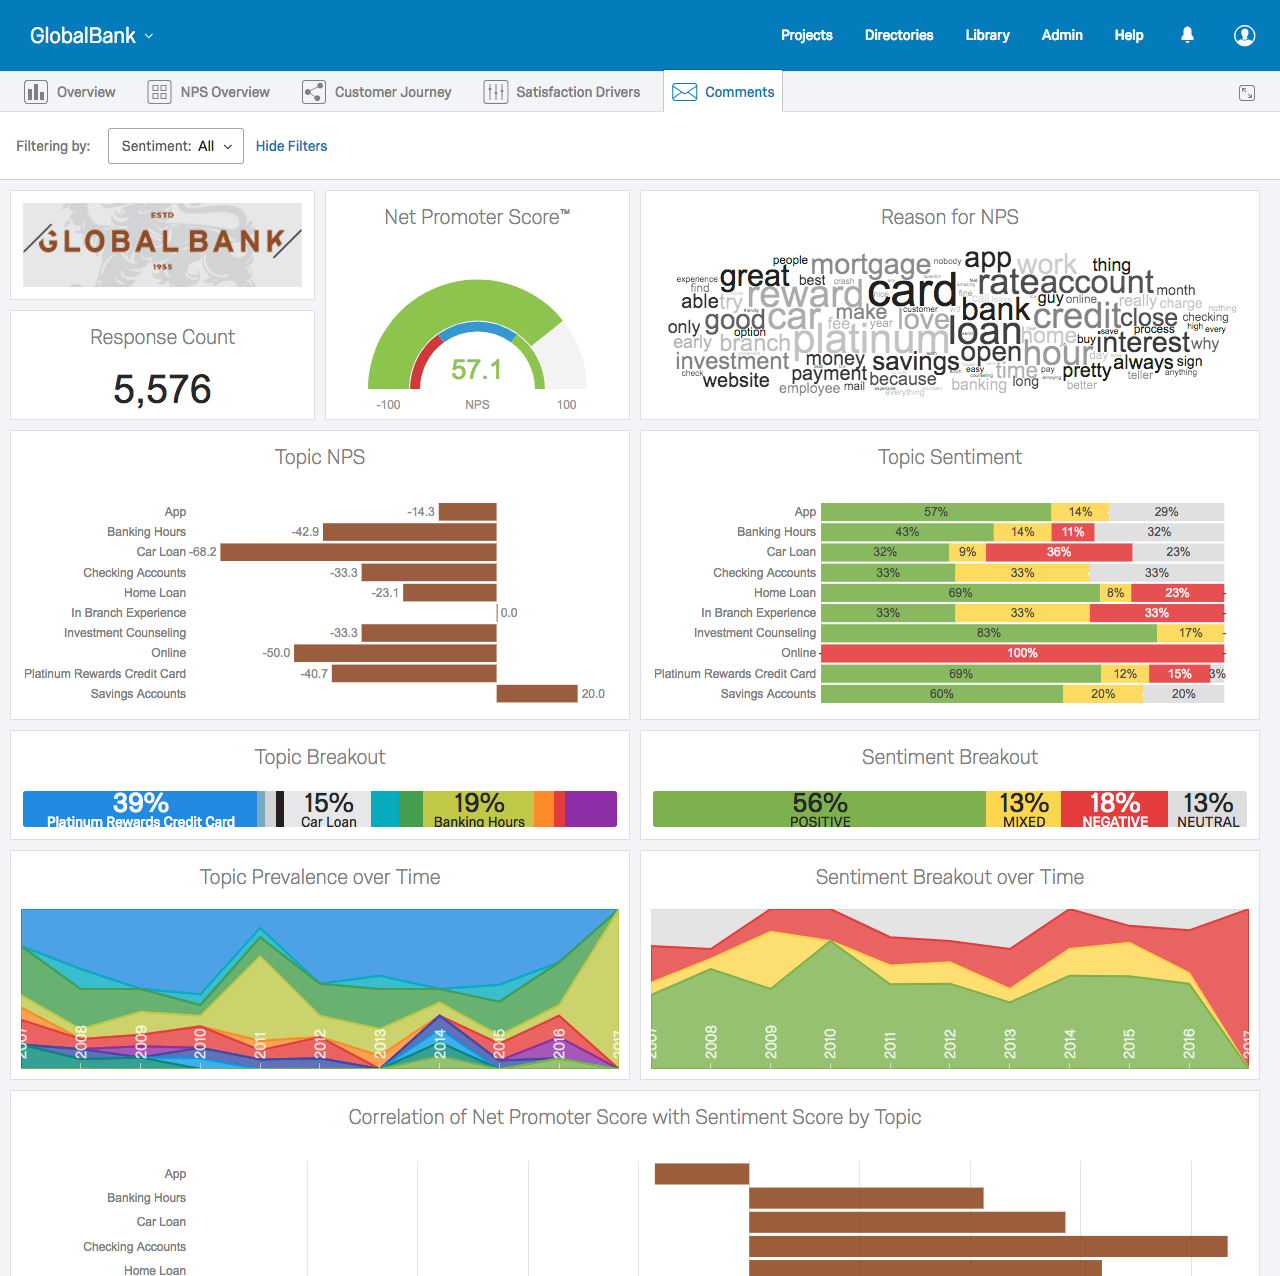 GlobalBank
Projects Directories Library Admin Help
Overview NPS Overview Customer Journey Satisfaction Drivers Comments
Filtering by: Sentiment: All Hide Filters
ESTD
GLOBAL BANK
1955
Response Count
5,576
Net Promoter Score™
57.1
-100 NPS 100
Reason for NPS
people mortgage nobody app work thing
experience great best crash rate account month
find able try reward nice card fine call leave guy online really charge nothing
only good option car make fee year love customer bank credit close checking
early branch platinum loan home buy save process high every
investment money savings open hour day interest why
check website payment because easy time pay pretty always sign
employee mail everything banking long annoying better teller anything
Topic NPS
App -14.3
Banking Hours -42.9
Car Loan -68.2
Checking Accounts -33.3
Home Loan -23.1
In Branch Experience 0.0
Investment Counseling -33.3
Online -50.0
Platinum Rewards Credit Card -40.7
Savings Accounts 20.0
Topic Sentiment
App 57% 14% 29%
Banking Hours 43% 14% 11% 32%
Car Loan 32% 9% 36% 23%
Checking Accounts 33% 33% 33%
Home Loan 69% 8% 23%
In Branch Experience 33% 33% 33%
Investment Counseling 83% 17%
Online 100%
Platinum Rewards Credit Card 69% 12% 15% 3%
Savings Accounts 60% 20% 20%
Topic Breakout
39% 15% 19%
Platinum Rewards Credit Card Car Loan Banking Hours
Sentiment Breakout
56% 13% 18% 13%
POSITIVE MIXED NEGATIVE NEUTRAL
Topic Prevalence over Time
2007 2008 2009 2010 2011 2012 2013 2014 2015 2016 2017
Sentiment Breakout over Time
2007 2008 2009 2010 2011 2012 2013 2014 2015 2016 2017
Correlation of Net Promoter Score with Sentiment Score by Topic
App
Banking Hours
Car Loan
Checking Accounts
Home Loan